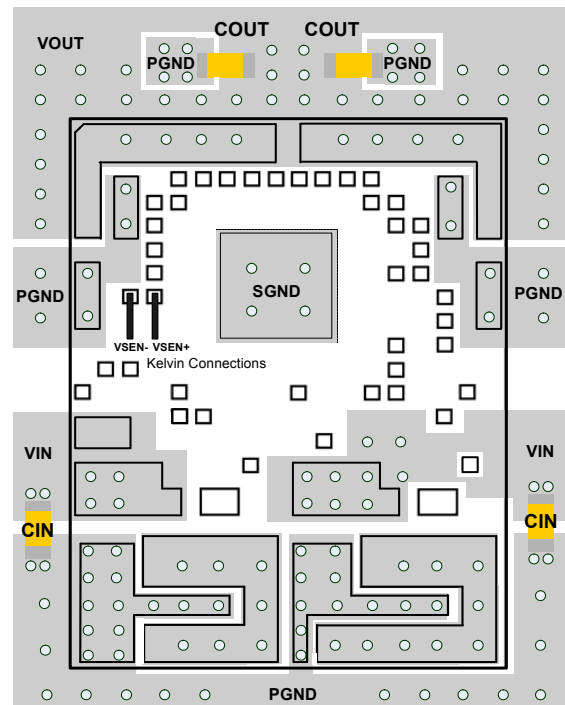 COUT COUT
VOUT
PGND PGND
SGND
PGND PGND
VSEN- VSEN+
Kelvin Connections
VIN VIN
CIN CIN
PGND